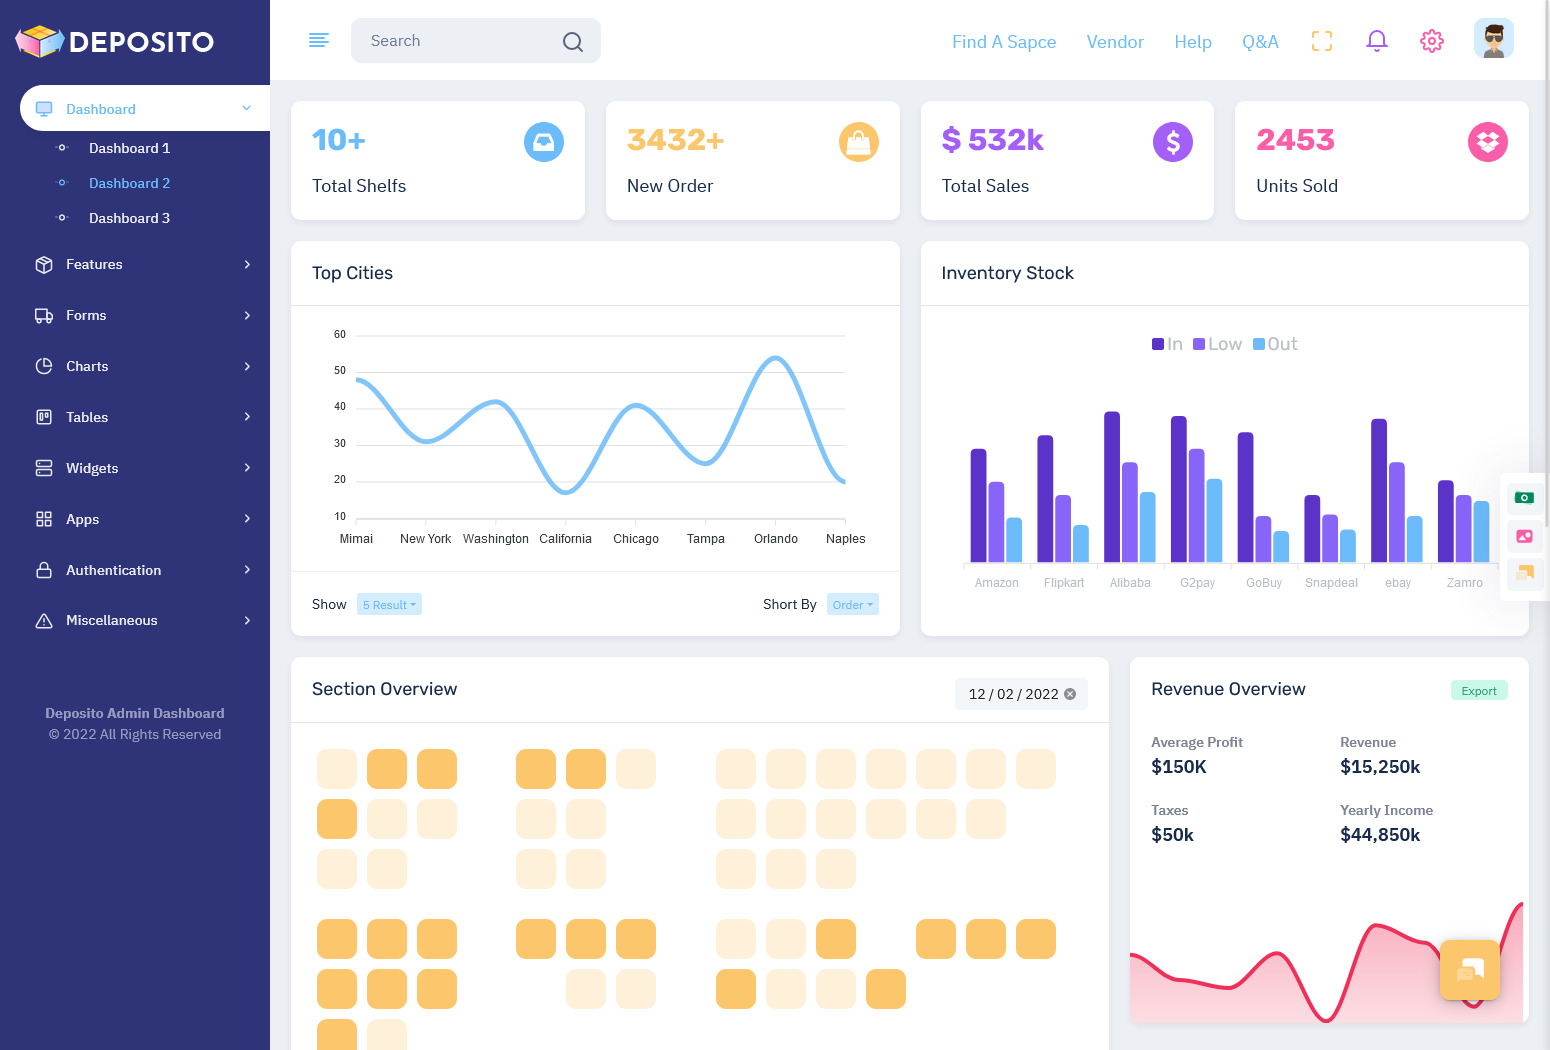 DEPOSITO
Search
Find A Sapce
Vendor
Help
Q&A
Dashboard
Dashboard 1
Dashboard 2
Dashboard 3
Features
Forms
Charts
Tables
Widgets
Apps
Authentication
Miscellaneous
Deposito Admin Dashboard
© 2022 All Rights Reserved
10+
Total Shelfs
3432+
New Order
$ 532k
Total Sales
2453
Units Sold
Top Cities
60
50
40
30
20
10
Mimai
New York
Washington
California
Chicago
Tampa
Orlando
Naples
Show
5 Result
Short By
Order
Inventory Stock
In
Low
Out
Amazon
Flipkart
Alibaba
G2pay
GoBuy
Snapdeal
ebay
Zamro
Section Overview
12 / 02 / 2022
Revenue Overview
Export
Average Profit
$150K
Revenue
$15,250k
Taxes
$50k
Yearly Income
$44,850k